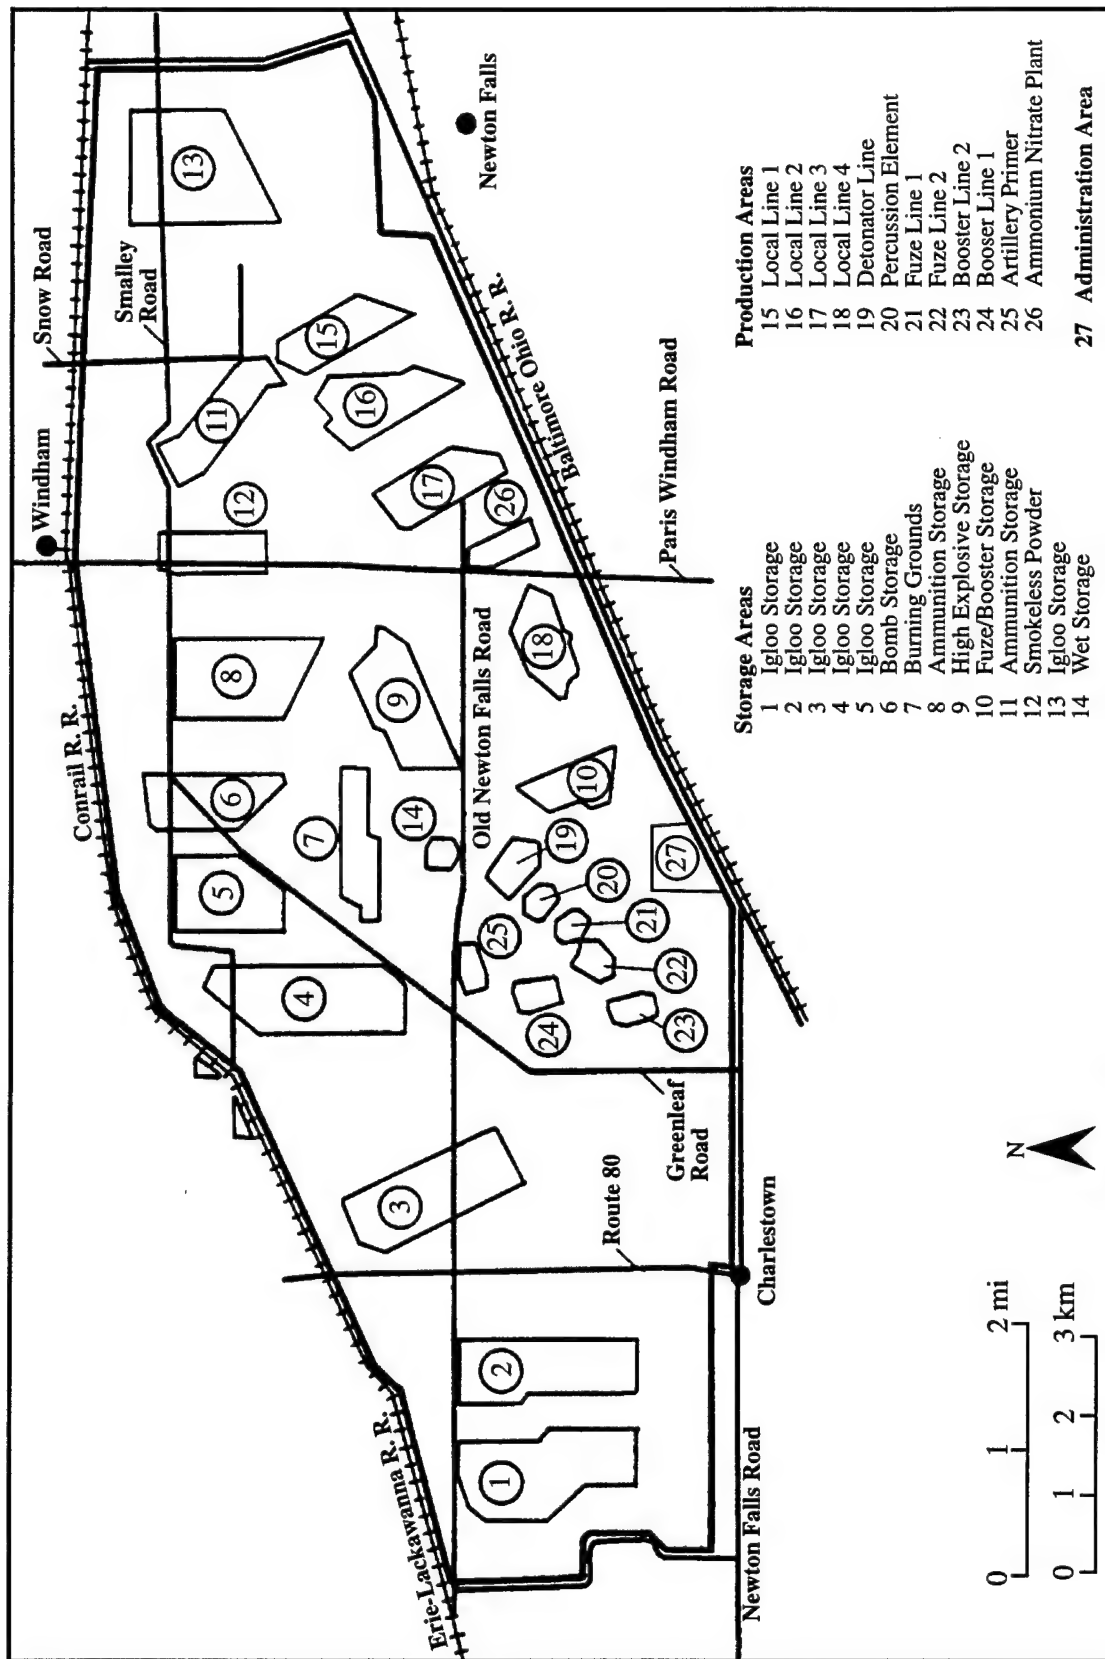 Conrail R. R.
Windham
Snow Road
Smalley
Road
Newton Falls
Erie-Lackawanna R. R.
Old Newton Falls Road
Baltimore Ohio R. R.
Paris Windham Road
Greenleaf
Road
Route 80
Charlestown
Newton Falls Road
1
2
3
4
5
6
7
8
9
10
11
12
13
14
15
16
17
18
19
20
21
22
23
24
25
26
27
N
0 1 2 mi
0 1 2 3 km
Storage Areas
1 Igloo Storage
2 Igloo Storage
3 Igloo Storage
4 Igloo Storage
5 Igloo Storage
6 Bomb Storage
7 Burning Grounds
8 Ammunition Storage
9 High Explosive Storage
10 Fuze/Booster Storage
11 Ammunition Storage
12 Smokeless Powder
13 Igloo Storage
14 Wet Storage
Production Areas
15 Local Line 1
16 Local Line 2
17 Local Line 3
18 Local Line 4
19 Detonator Line
20 Percussion Element
21 Fuze Line 1
22 Fuze Line 2
23 Booster Line 2
24 Booser Line 1
25 Artillery Primer
26 Ammonium Nitrate Plant
27 Administration Area